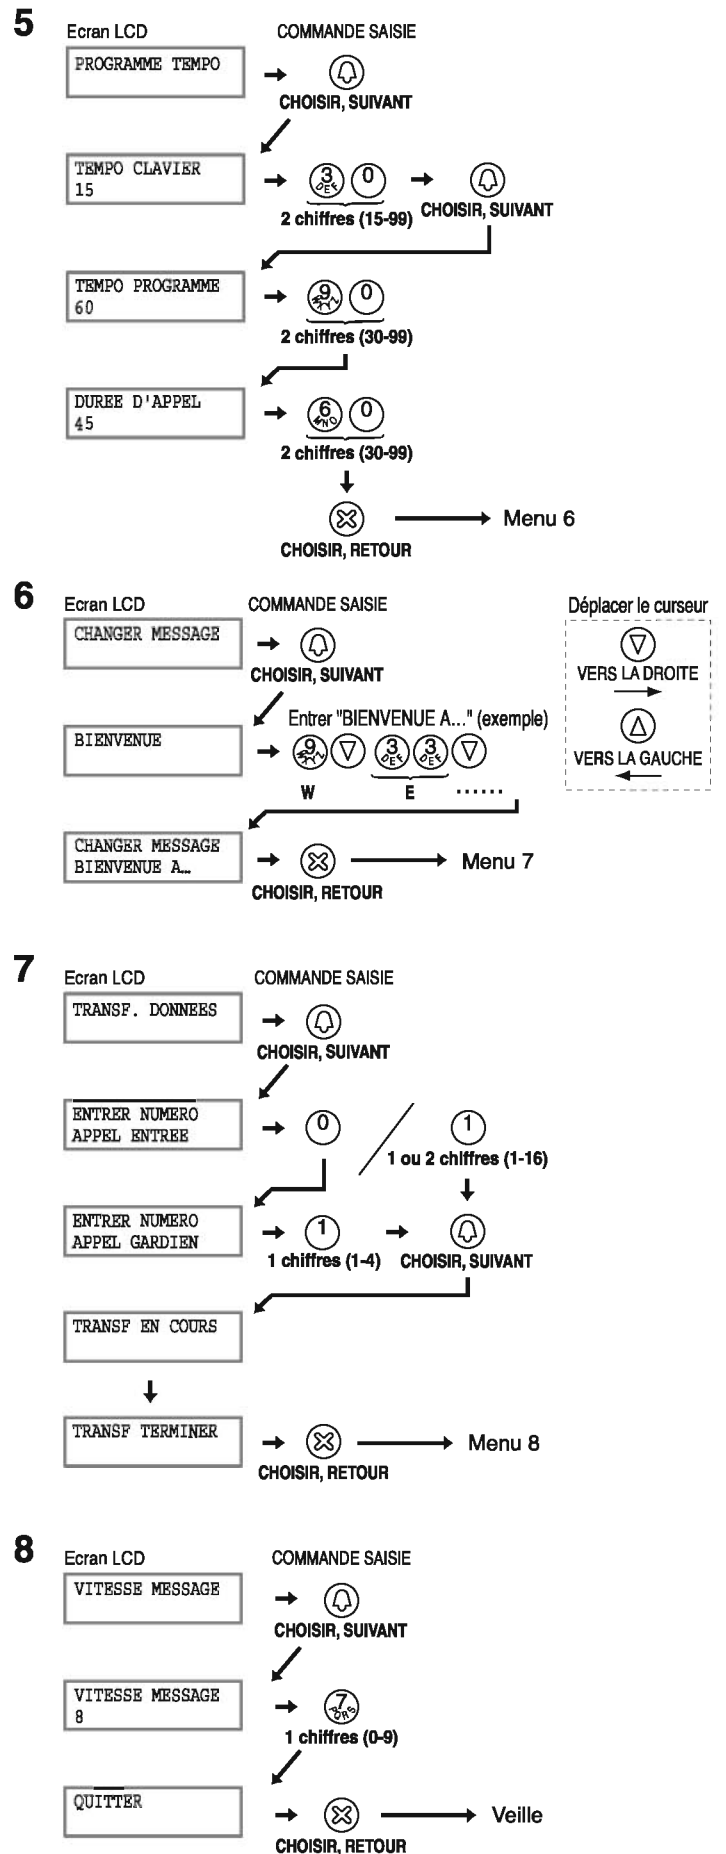 5
Ecran LCD COMMANDE SAISIE
PROGRAMME TEMPO
CHOISIR, SUIVANT
TEMPO CLAVIER
15
3 DEF 0
2 chiffres (15-99) CHOISIR, SUIVANT
TEMPO PROGRAMME
60
9 WXYZ 0
2 chiffres (30-99)
DUREE D'APPEL
45
6 MNO 0
2 chiffres (30-99)
Menu 6
CHOISIR, RETOUR
6
Ecran LCD COMMANDE SAISIE Déplacer le curseur
CHANGER MESSAGE
CHOISIR, SUIVANT
VERS LA DROITE
Entrer "BIENVENUE A..." (exemple)
BIENVENUE
9 WXYZ 3 DEF 3 DEF
VERS LA GAUCHE
W E ......
CHANGER MESSAGE
BIENVENUE A…
Menu 7
CHOISIR, RETOUR
7
Ecran LCD COMMANDE SAISIE
TRANSF. DONNEES
CHOISIR, SUIVANT
ENTRER NUMERO
APPEL ENTREE
0 / 1
1 ou 2 chiffres (1-16)
ENTRER NUMERO
APPEL GARDIEN
1
1 chiffres (1-4) CHOISIR, SUIVANT
TRANSF EN COURS
TRANSF TERMINER
Menu 8
CHOISIR, RETOUR
8
Ecran LCD COMMANDE SAISIE
VITESSE MESSAGE
CHOISIR, SUIVANT
VITESSE MESSAGE
8
7 PQRS
1 chiffres (0-9)
QUITTER
Veille
CHOISIR, RETOUR